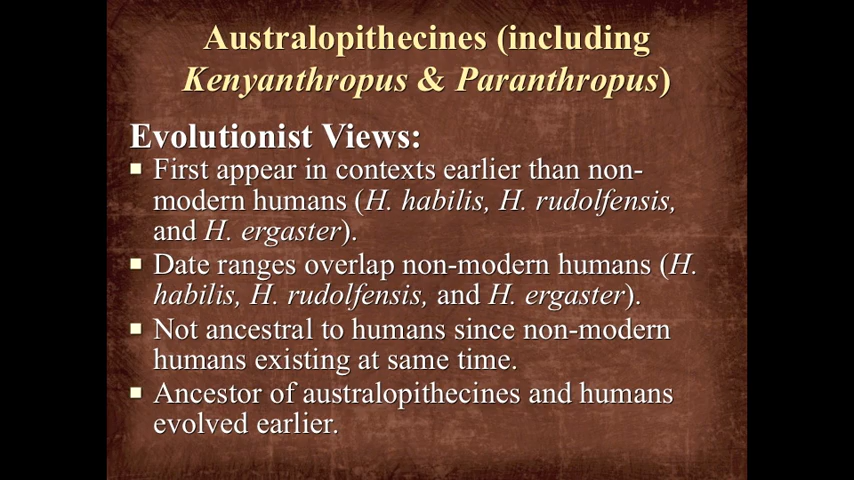 Australopithecines (including
Kenyanthropus & Paranthropus)
Evolutionist Views:
First appear in contexts earlier than non-
modern humans (H. habilis, H. rudolfensis,
and H. ergaster).
Date ranges overlap non-modern humans (H.
habilis, H. rudolfensis, and H. ergaster).
Not ancestral to humans since non-modern
humans existing at same time.
Ancestor of australopithecines and humans
evolved earlier.